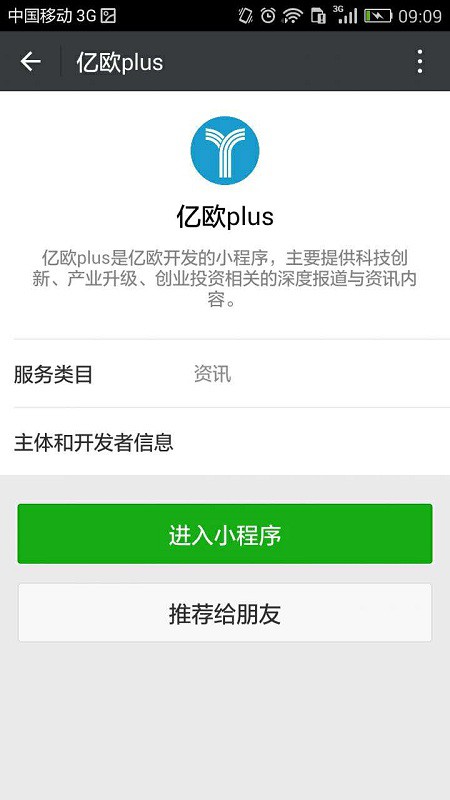 中国移动 3G 3G 09:09
亿欧plus
亿欧plus
亿欧plus是亿欧开发的小程序，主要提供科技创
新、产业升级、创业投资相关的深度报道与资讯内
容。
服务类目 资讯
主体和开发者信息
进入小程序
推荐给朋友